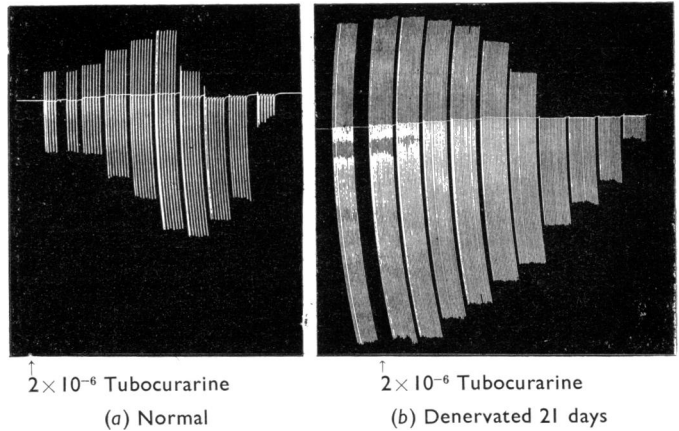 ↑ ↑
2×10⁻⁶ Tubocurarine 2×10⁻⁶ Tubocurarine
(a) Normal (b) Denervated 21 days